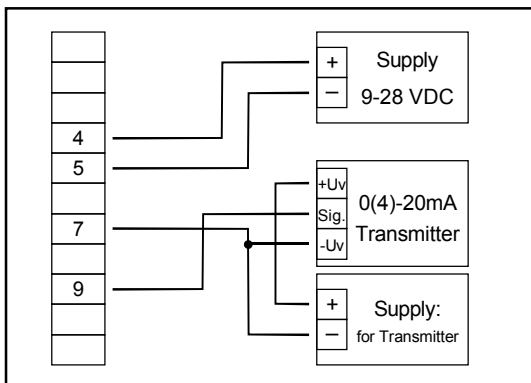 4
5
7
9
+
−
Supply
9-28 VDC
+Uv
Sig.
-Uv
0(4)-20mA
Transmitter
+
−
Supply:
for Transmitter